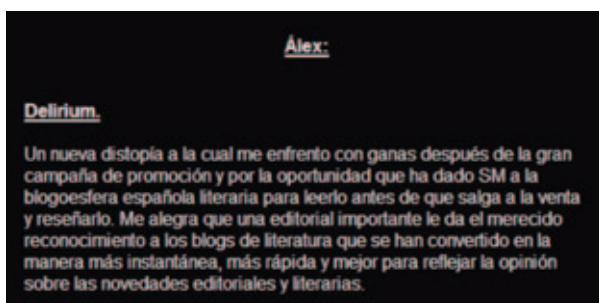 Álex:
Delirium.
Un nueva distopía a la cual me enfrento con ganas después de la gran
campaña de promoción y por la oportunidad que ha dado SM a la
blogoesfera española literaria para leerlo antes de que salga a la venta
y reseñarlo. Me alegra que una editorial importante le da el merecido
reconocimiento a los blogs de literatura que se han convertido en la
manera más instantánea, más rápida y mejor para reflejar la opinión
sobre las novedades editoriales y literarias.